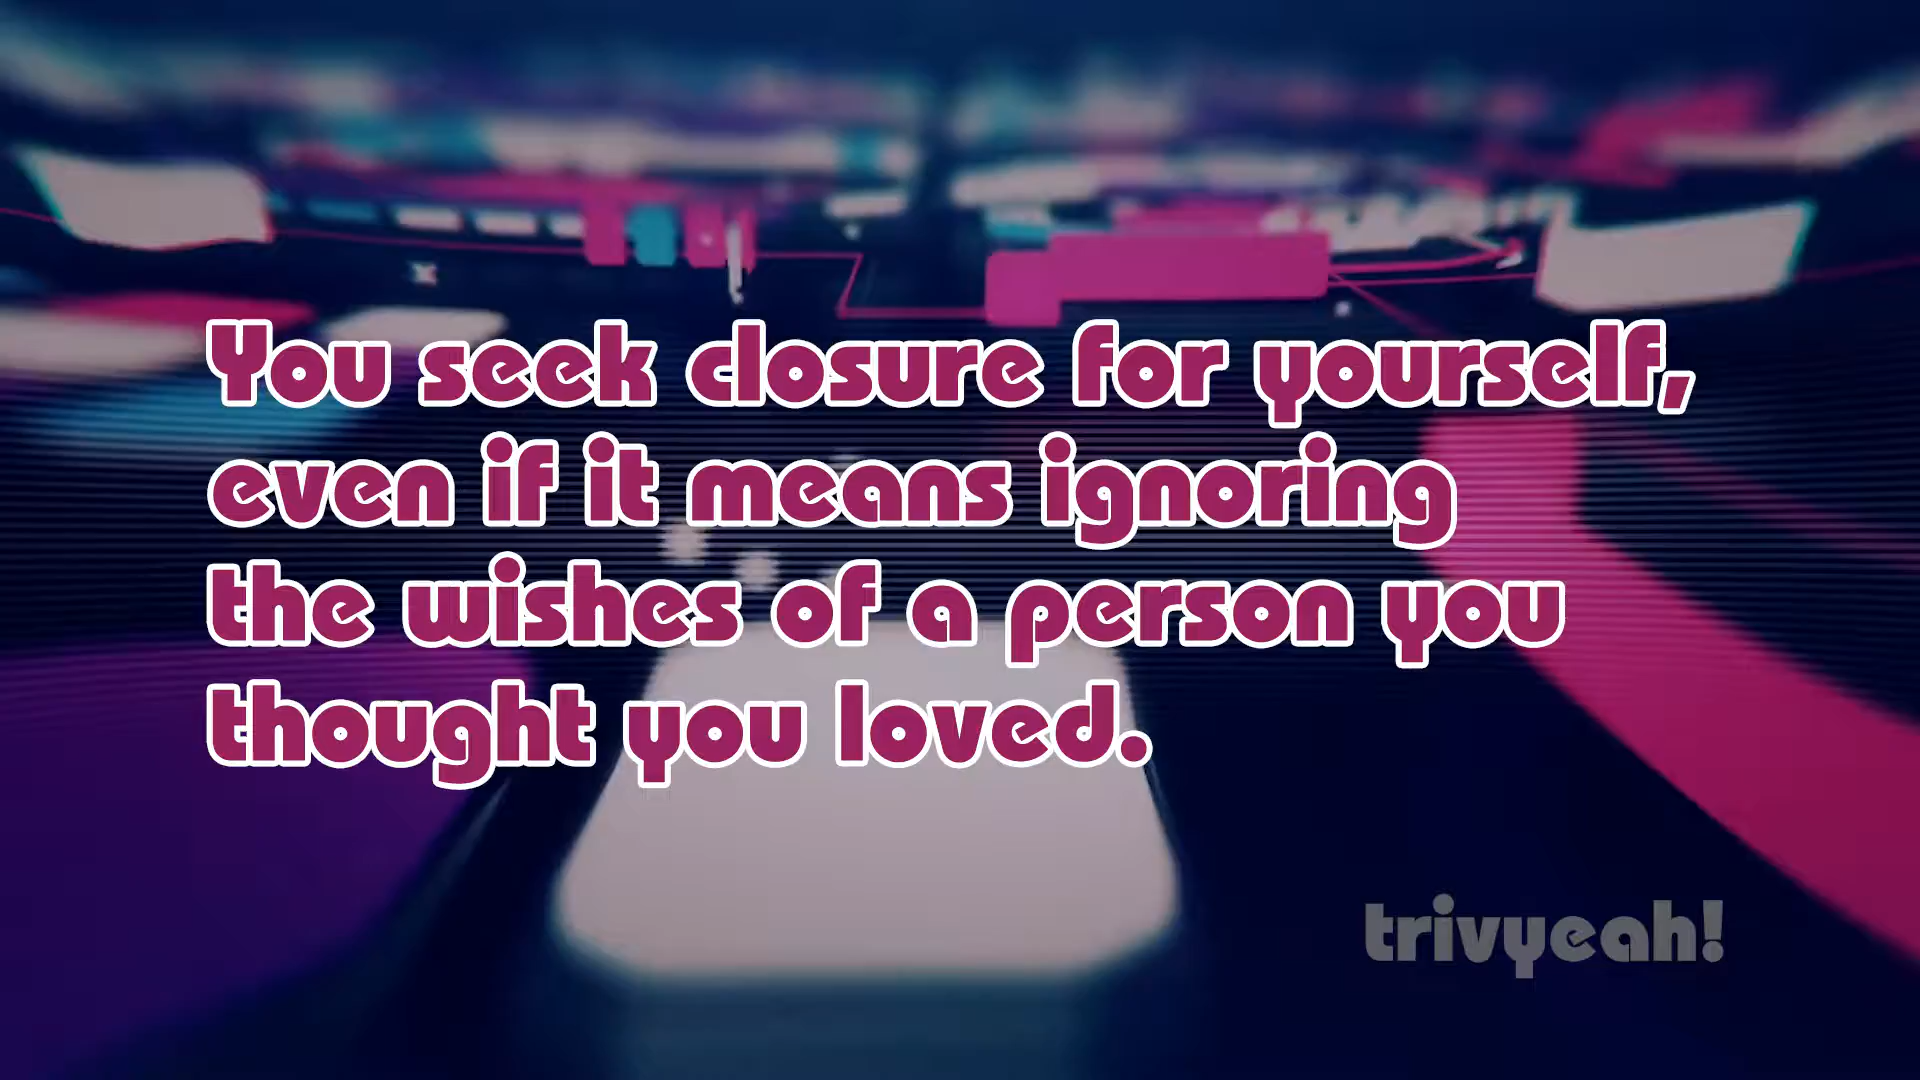 You seek closure for yourself,
even if it means ignoring
the wishes of a person you
thought you loved.
trivyeah!